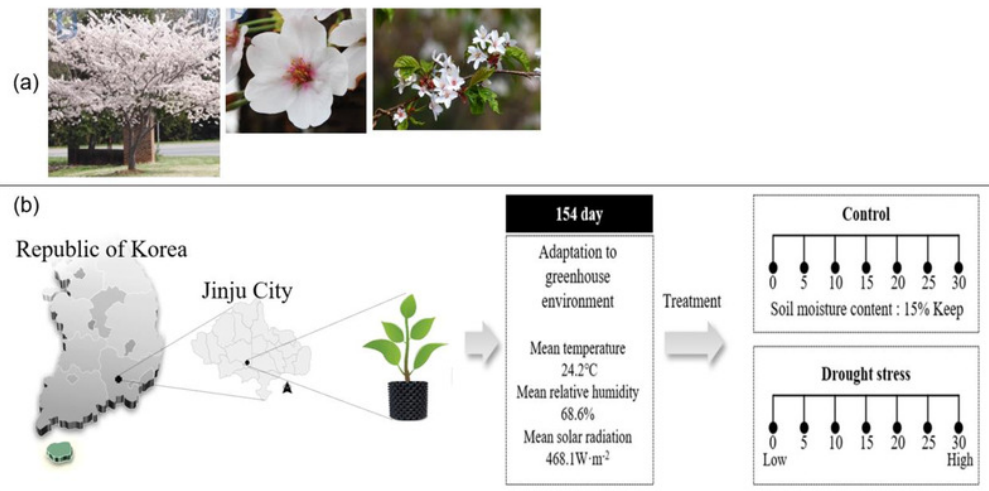 (a)
(b)
Republic of Korea
Jinju City
154 day
Adaptation to
greenhouse
environment
Mean temperature
24.2℃
Mean relative humidity
68.6%
Mean solar radiation
468.1W·m-2
Treatment
Control
0 5 10 15 20 25 30
Soil moisture content : 15% Keep
Drought stress
0 5 10 15 20 25 30
Low High